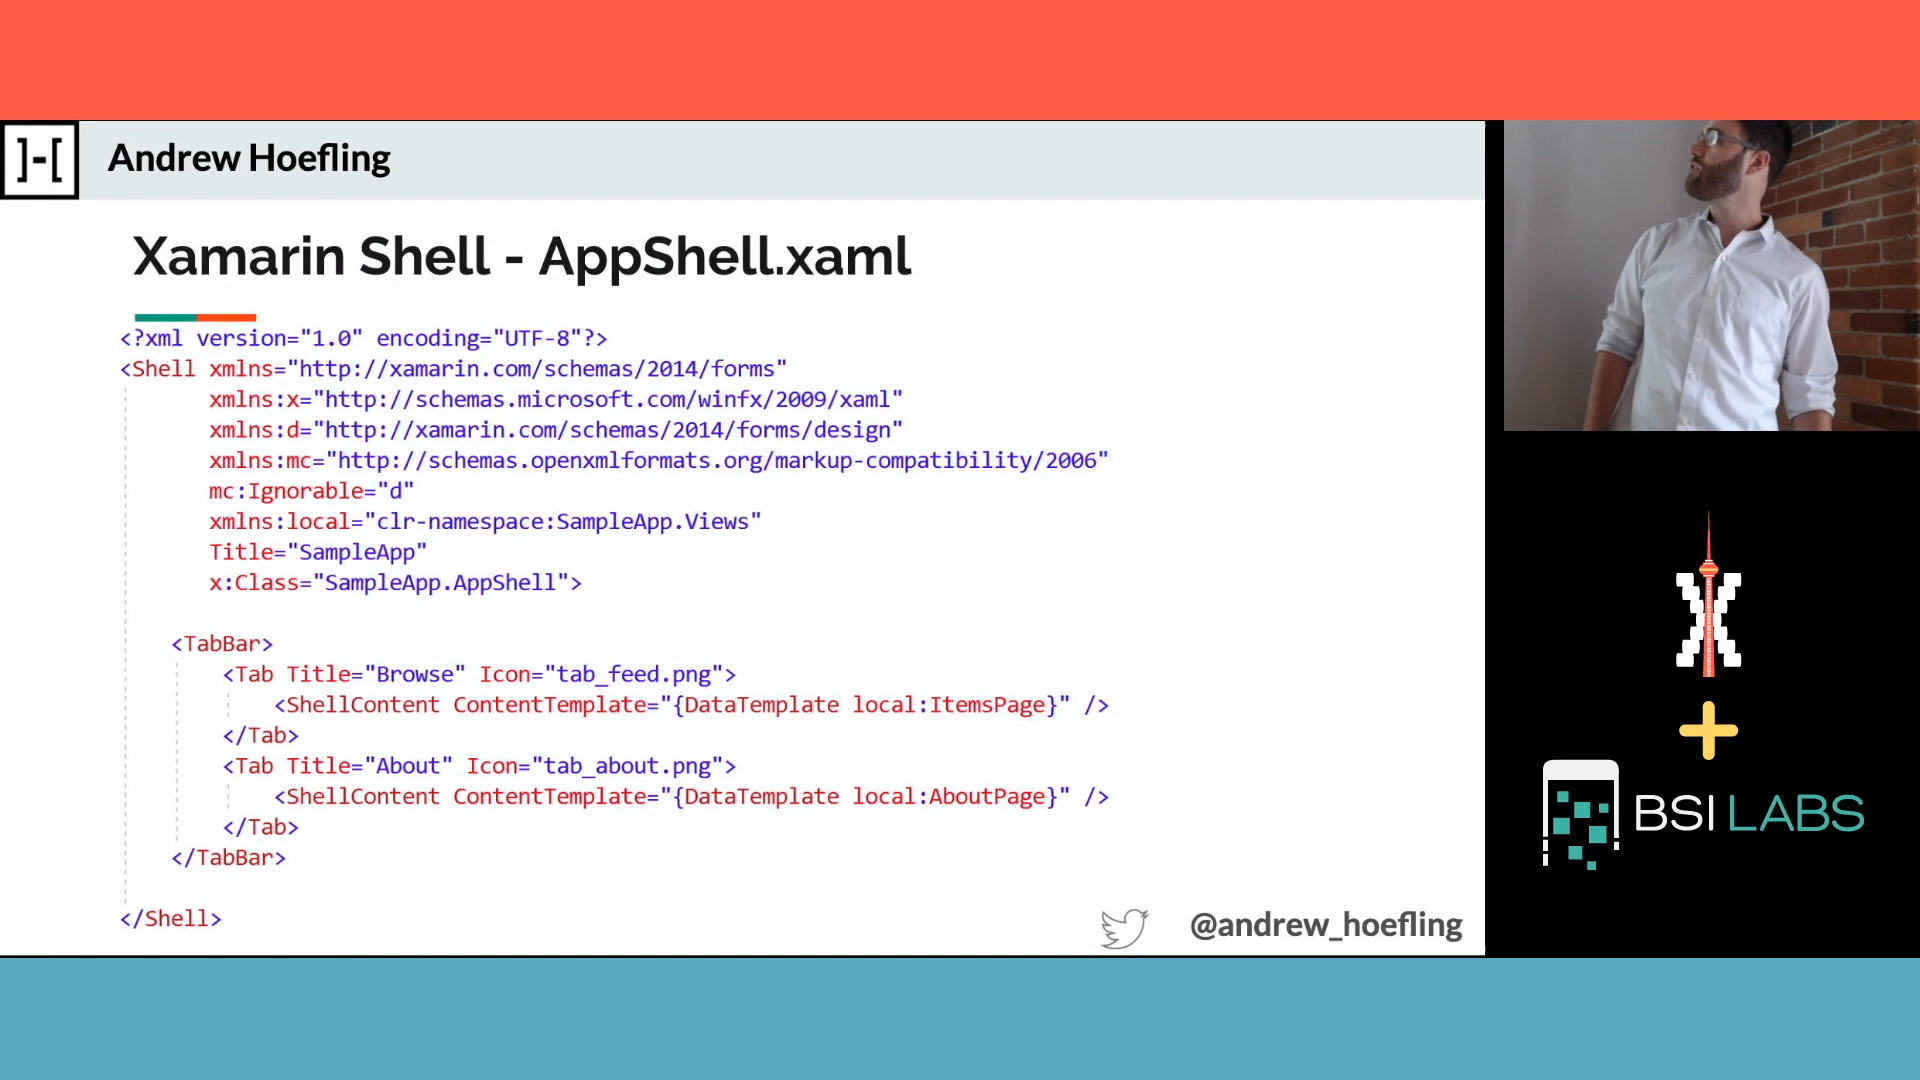 ]-[
Andrew Hoefling
Xamarin Shell - AppShell.xaml
<?xml version="1.0" encoding="UTF-8"?>
<Shell xmlns="http://xamarin.com/schemas/2014/forms"
xmlns:x="http://schemas.microsoft.com/winfx/2009/xaml"
xmlns:d="http://xamarin.com/schemas/2014/forms/design"
xmlns:mc="http://schemas.openxmlformats.org/markup-compatibility/2006"
mc:Ignorable="d"
xmlns:local="clr-namespace:SampleApp.Views"
Title="SampleApp"
x:Class="SampleApp.AppShell">
<TabBar>
<Tab Title="Browse" Icon="tab_feed.png">
<ShellContent ContentTemplate="{DataTemplate local:ItemsPage}" />
</Tab>
<Tab Title="About" Icon="tab_about.png">
<ShellContent ContentTemplate="{DataTemplate local:AboutPage}" />
</Tab>
</TabBar>
</Shell>
@andrew_hoefling
X
+
BSI LABS